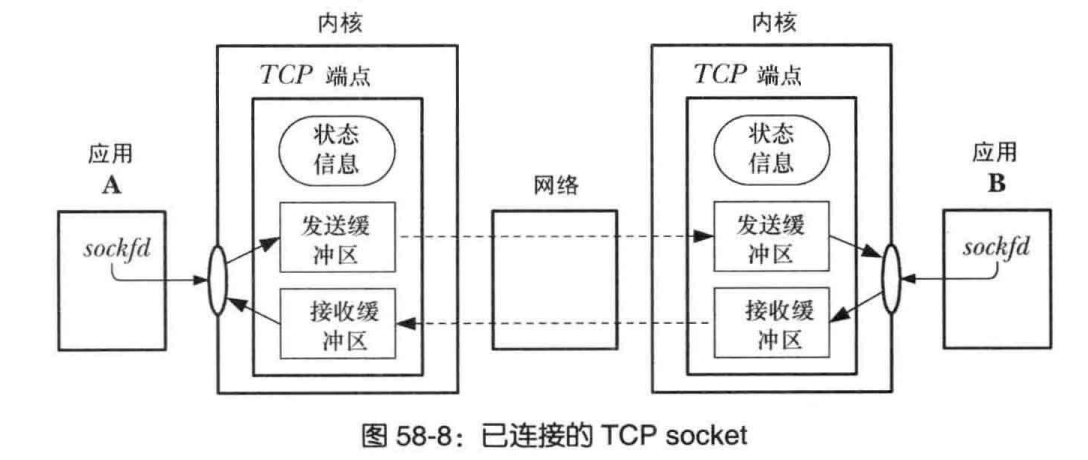 内核
内核
TCP 端点
TCP 端点
状态
信息
状态
信息
应用
A
网络
应用
B
发送缓
冲区
发送缓
冲区
sockfd
sockfd
接收缓
冲区
接收缓
冲区
图 58-8：已连接的 TCP socket